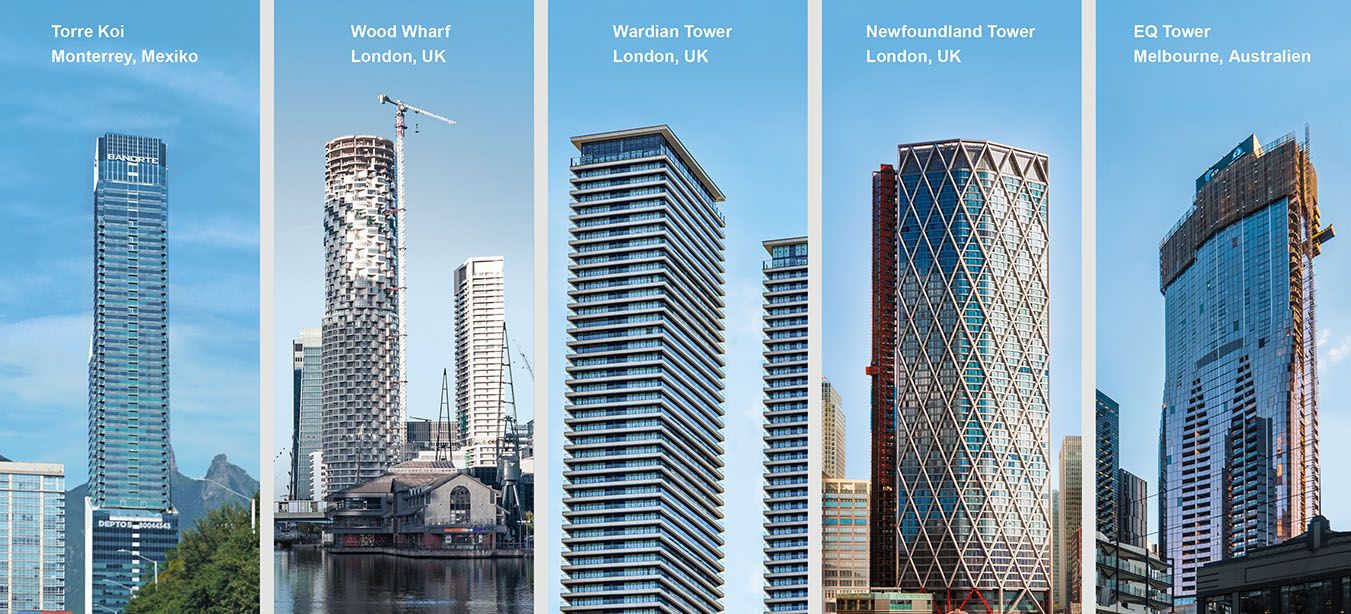 Torre Koi
Monterrey, Mexiko
Wood Wharf
London, UK
Wardian Tower
London, UK
Newfoundland Tower
London, UK
EQ Tower
Melbourne, Australien
BANORTE
DEPTOS. 80044343